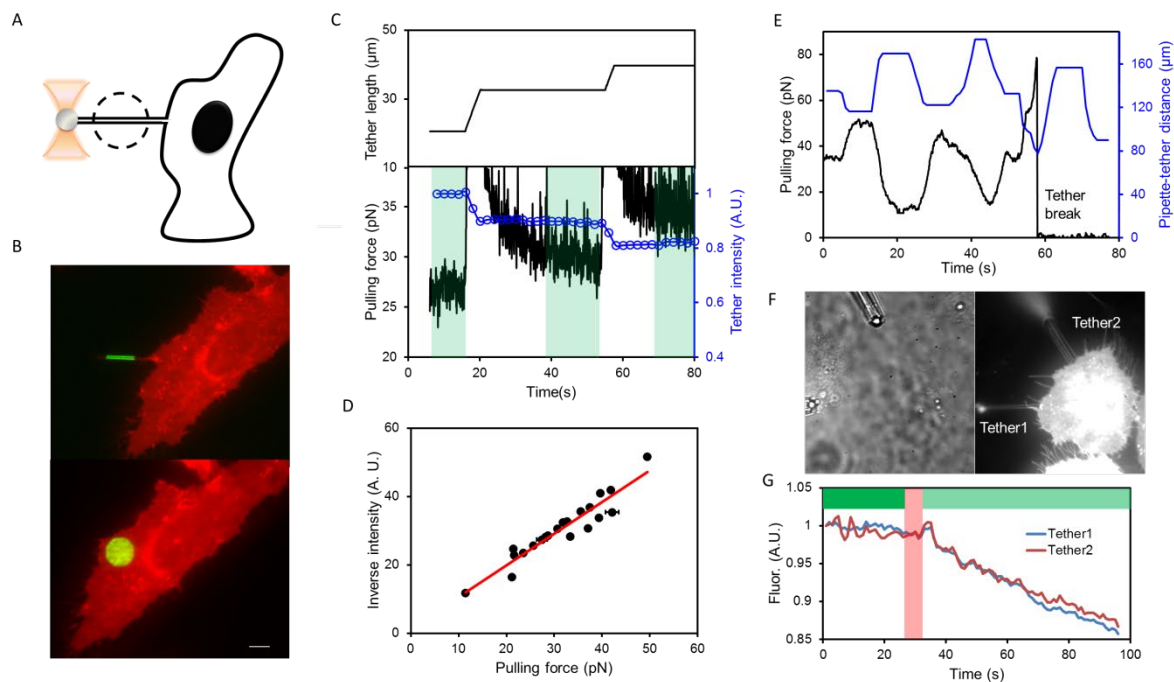 A
B
C
50
30
10
Tether length (µm)
35
30
25
20
Pulling force (pN)
1
0.8
0.6
0.4
Tether intensity (A.U.)
0
20
40
60
80
Time(s)
D
60
40
20
0
Inverse intensity (A. U.)
0
10
20
30
40
50
60
Pulling force (pN)
E
80
60
40
20
0
Pulling force (pN)
160
120
80
40
0
Pipette-tether distance (µm)
Tether
break
0
20
40
60
80
Time (s)
F
Tether2
Tether1
G
1.05
1
0.95
0.9
0.85
Fluor. (A.U.)
Tether1
Tether2
0
20
40
60
80
100
Time (s)